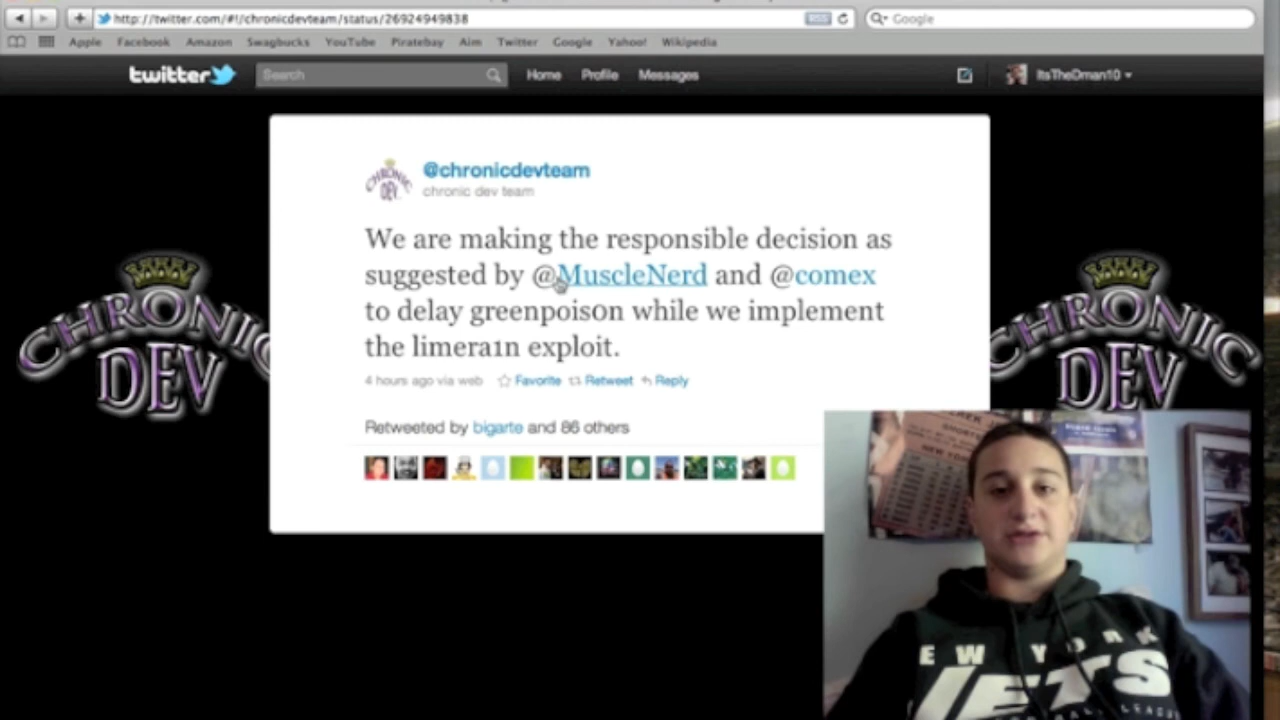 http://twitter.com/#!/chronicdevteam/status/26924949838
RSS
Google
Apple Facebook Amazon Swagbucks YouTube Piratebay Aim Twitter Google Yahoo! Wikipedia
twitter
Search
Home Profile Messages
ItsTheDman10
@chronicdevteam
chronic dev team
We are making the responsible decision as
suggested by @MuscleNerd and @comex
to delay greenpois0n while we implement
the limera1n exploit.
4 hours ago via web Favorite Retweet Reply
Retweeted by bigarte and 86 others
CHRONIC
DEV
CHRONIC
DEV
CHRONIC
DEV
NEW YORK
JETS